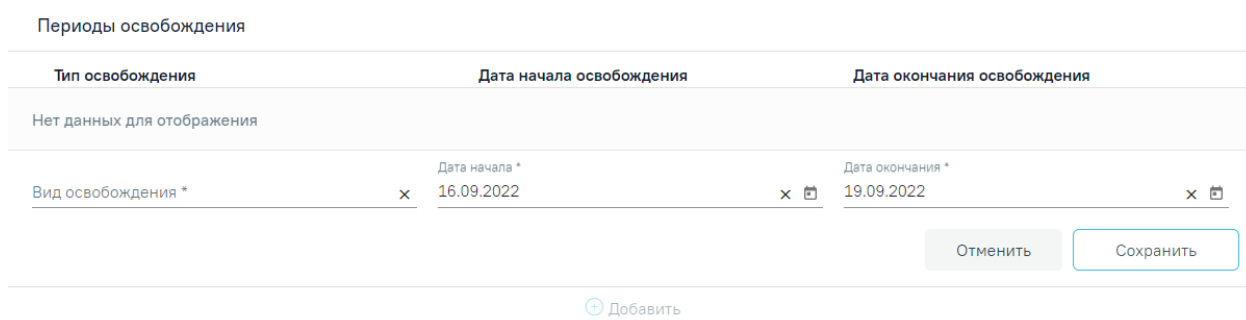 Периоды освобождения
Тип освобождения Дата начала освобождения Дата окончания освобождения
Нет данных для отображения
Дата начала * Дата окончания *
Вид освобождения * 16.09.2022 19.09.2022
Отменить Сохранить
Добавить